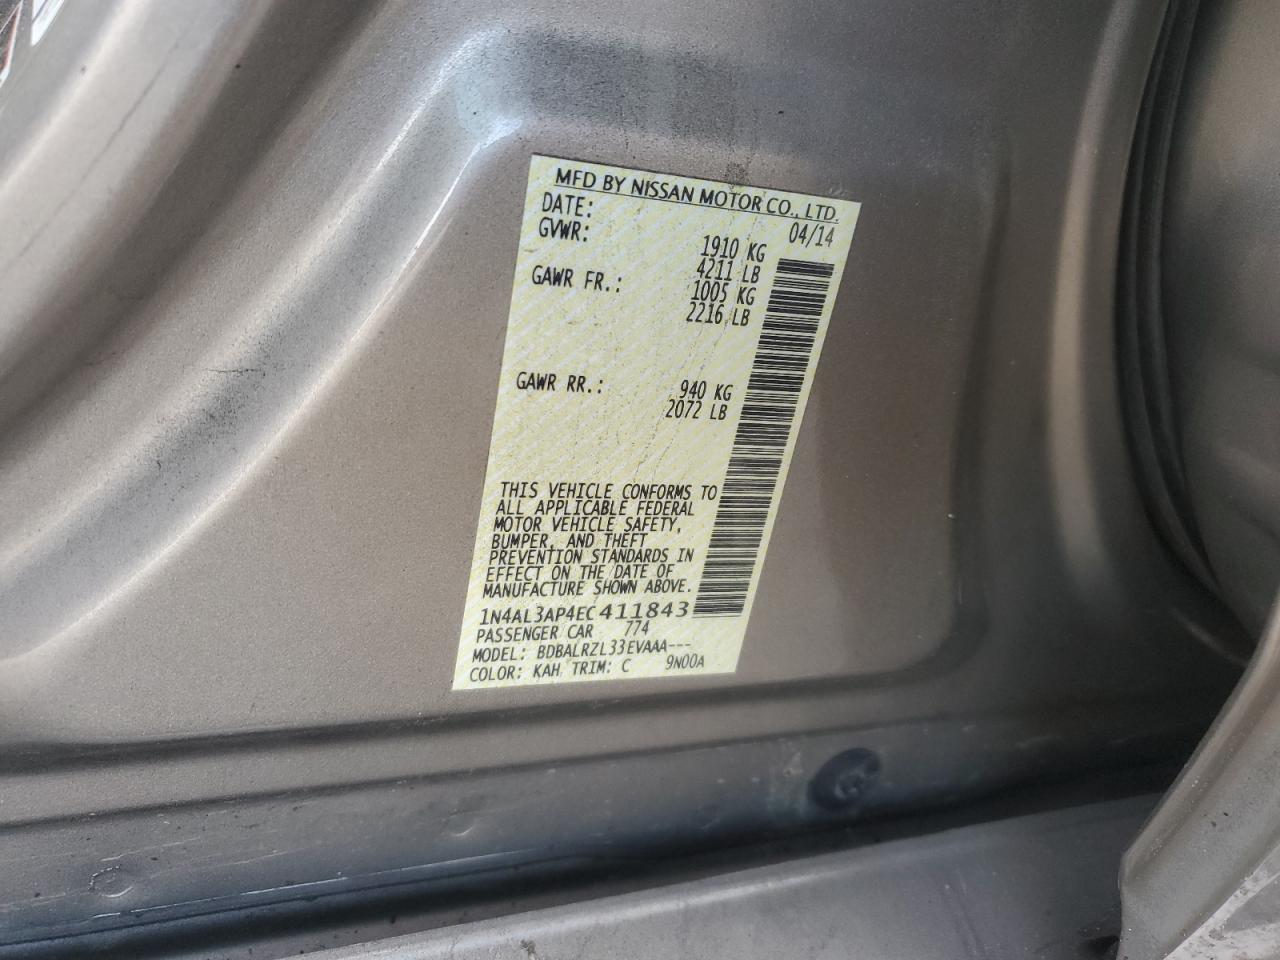 MFD BY NISSAN MOTOR CO., LTD.
DATE: 04/14
GVWR: 1910 KG
4211 LB
GAWR FR.: 1005 KG
2216 LB
GAWR RR.: 940 KG
2072 LB
THIS VEHICLE CONFORMS TO
ALL APPLICABLE FEDERAL
MOTOR VEHICLE SAFETY,
BUMPER, AND THEFT
PREVENTION STANDARDS IN
EFFECT ON THE DATE OF
MANUFACTURE SHOWN ABOVE.
1N4AL3AP4EC411843
PASSENGER CAR 774
MODEL: BDBALRZL33EVAAA---
COLOR: KAH TRIM: C 9N00A